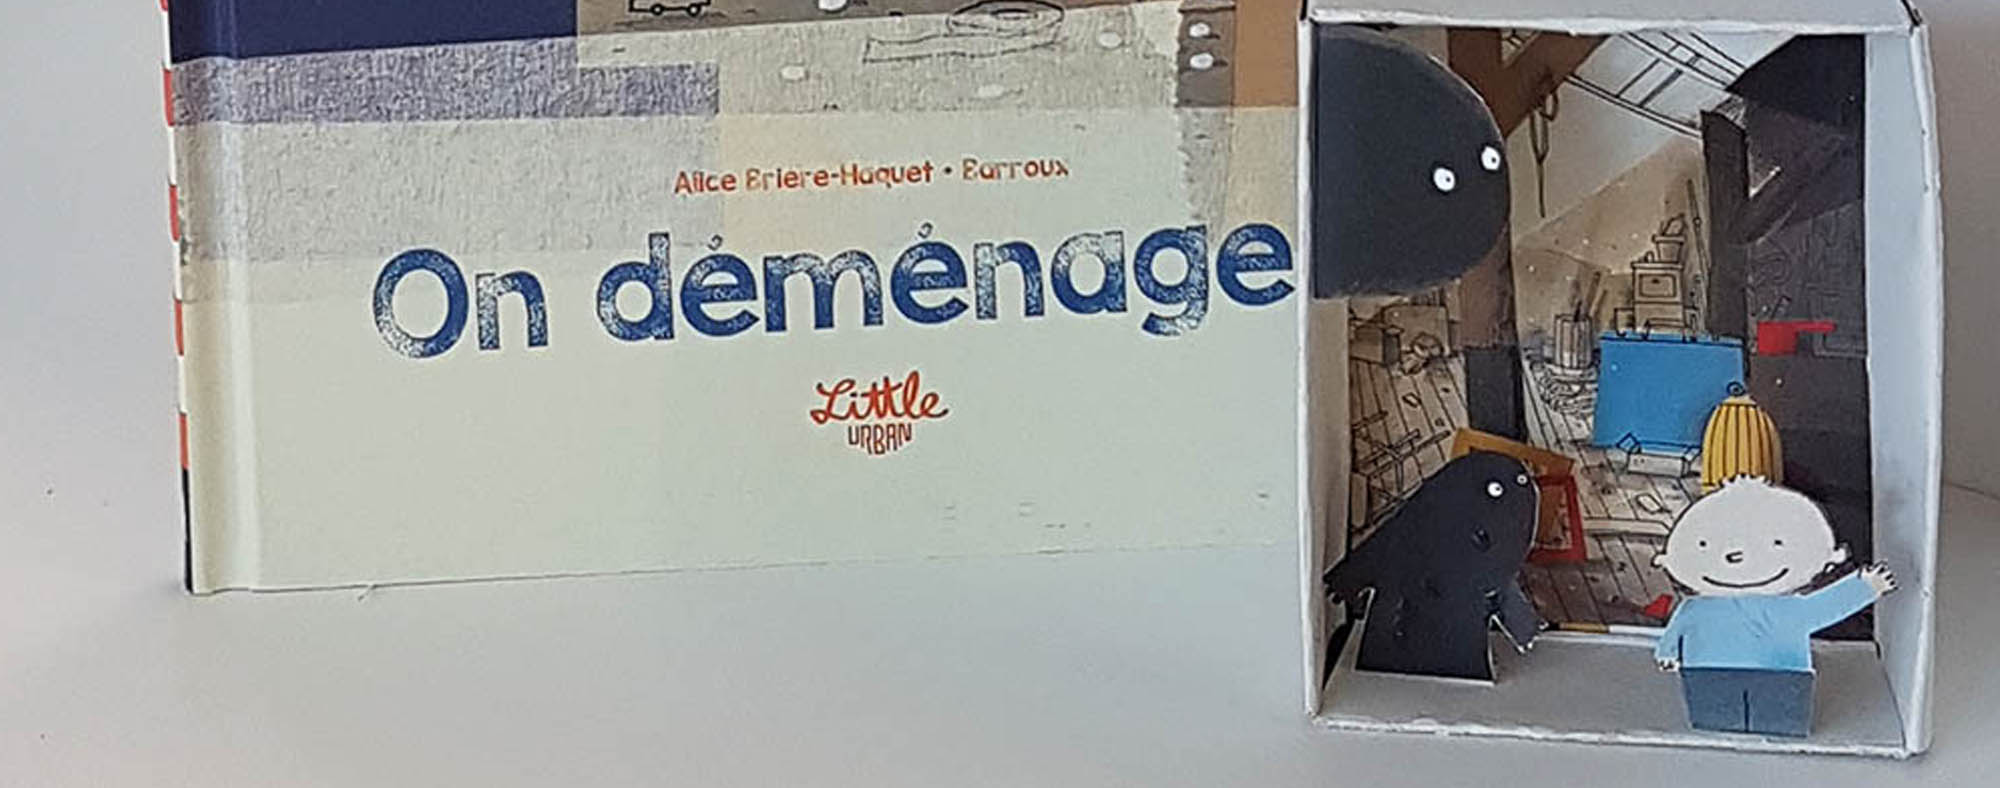 Alice Brière-Haquet • Barroux
On déménage
Little
URBAN